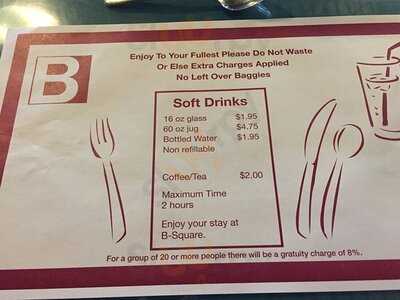 B
Enjoy To Your Fullest Please Do Not Waste
Or Else Extra Charges Applied
No Left Over Baggies
Soft Drinks
16 oz glass $1.95
60 oz jug $4.75
Bottled Water $1.95
Non refillable
Coffee/Tea $2.00
Maximum Time
2 hours
Enjoy your stay at
B-Square.
For a group of 20 or more people there will be a gratuity charge of 8%.